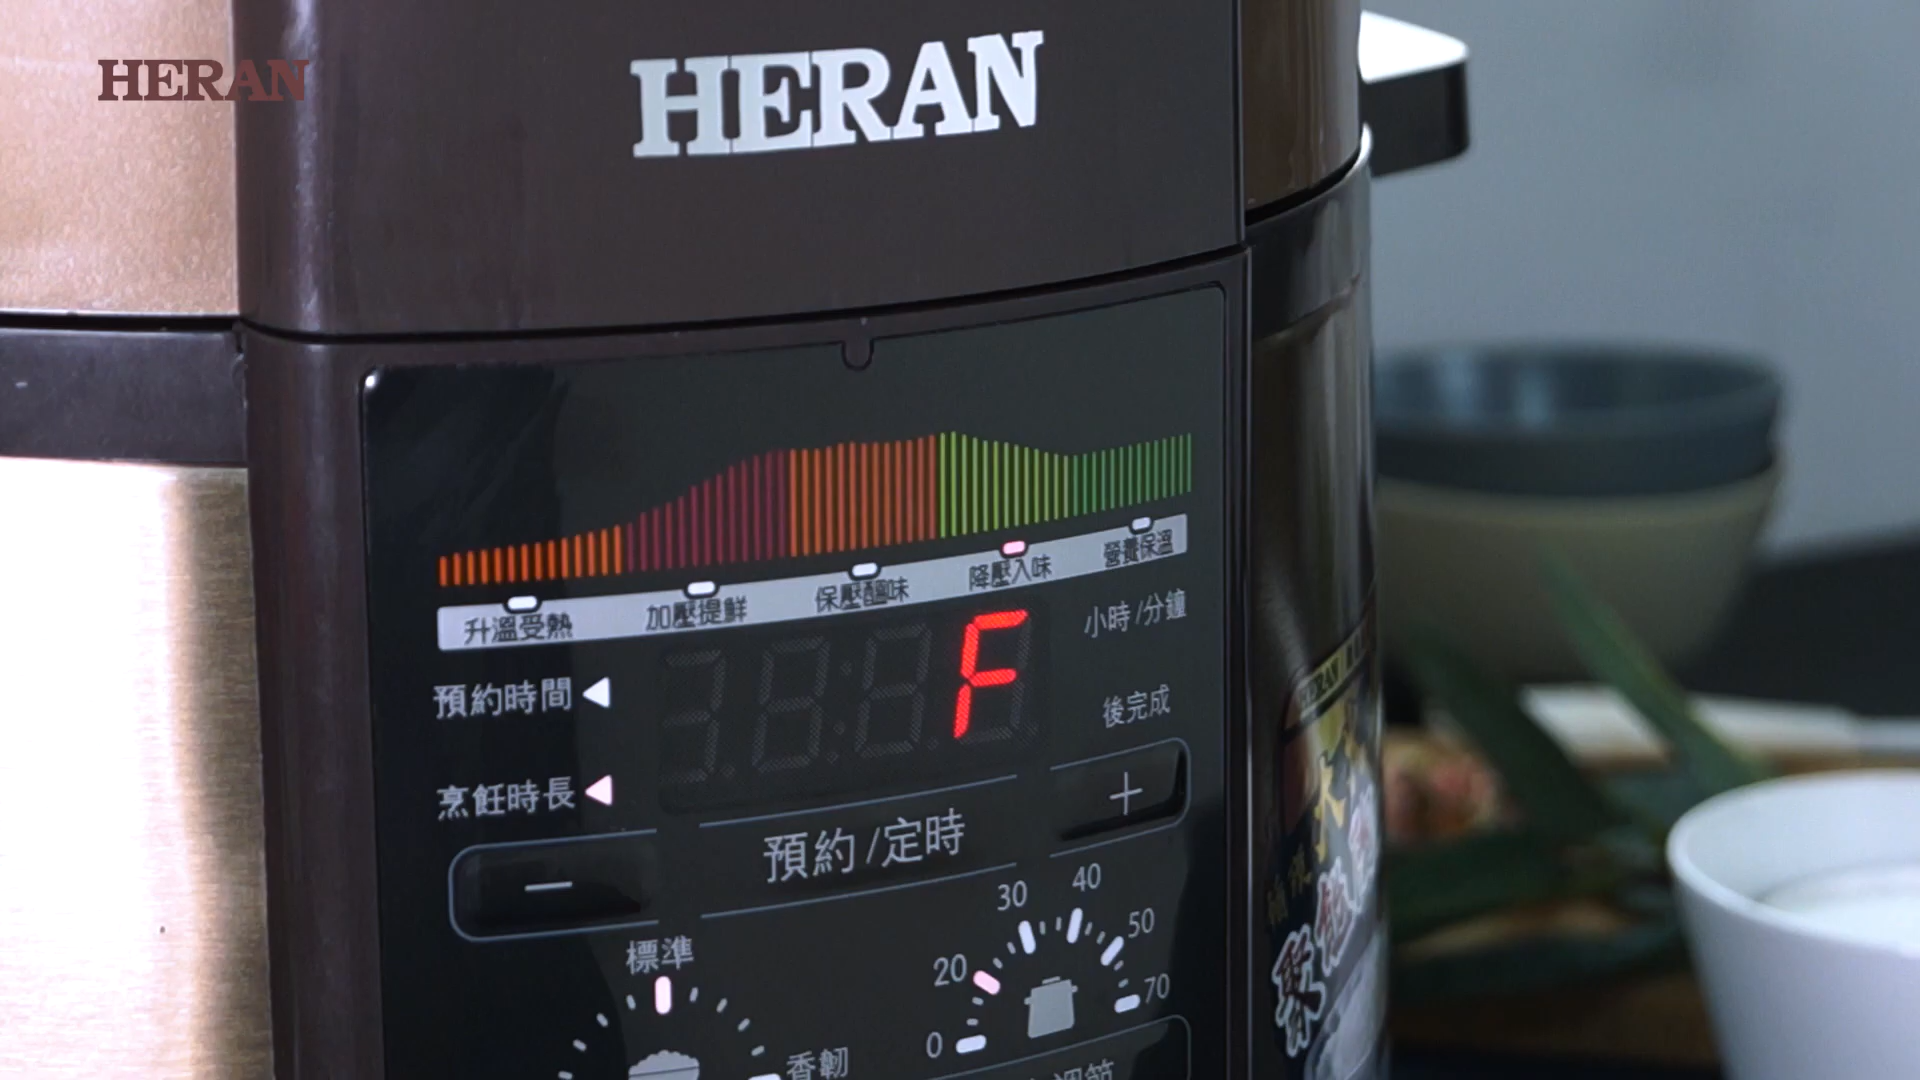 HERAN
HERAN
升溫受熱
加壓提鮮
保壓醞味
降壓入味
營養保溫
小時/分鐘
預約時間
F
後完成
烹飪時長
+
預約/定時
−
標準
香韌
0
20
30
40
50
70